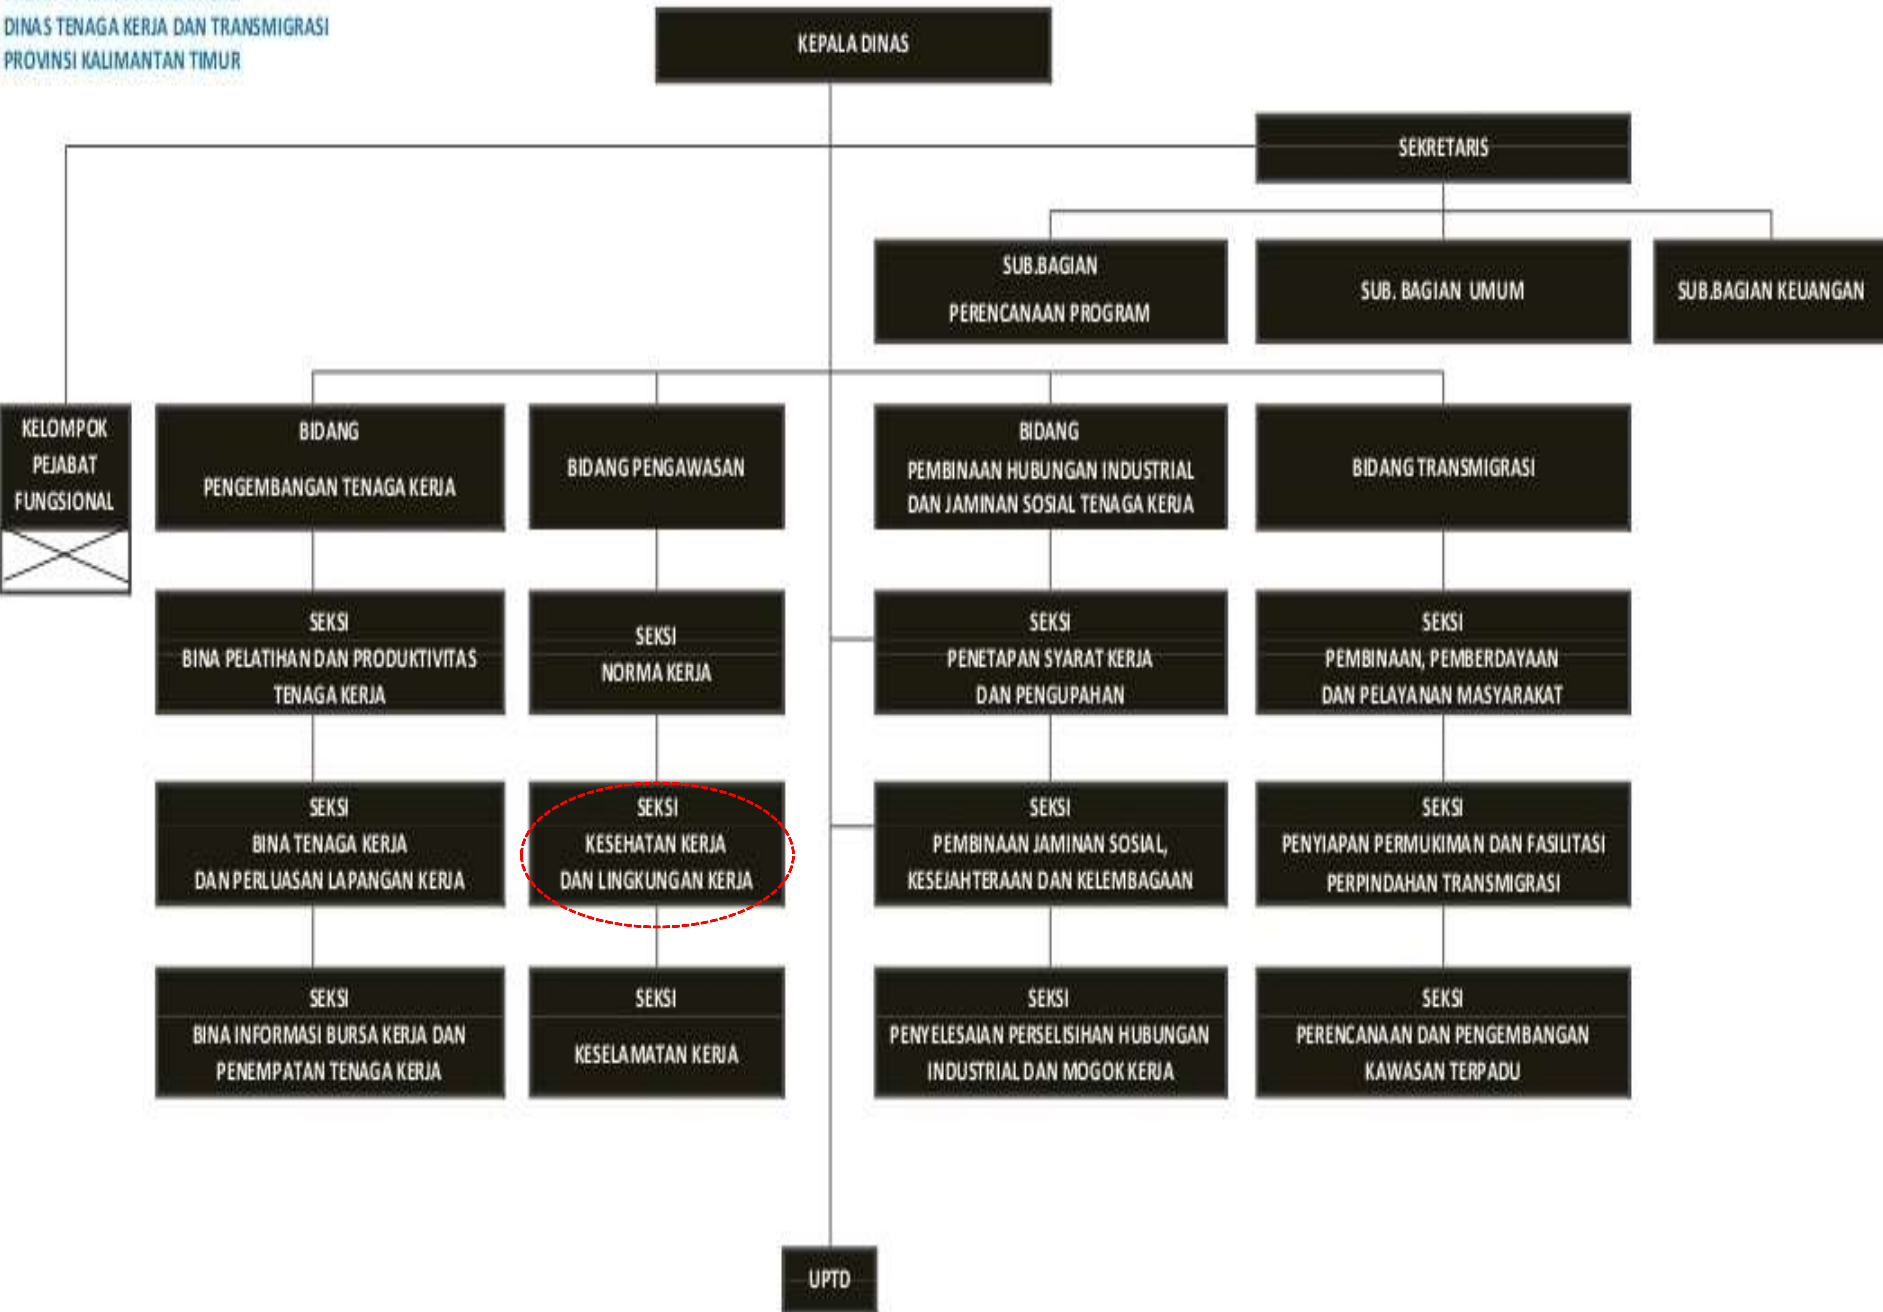 DINAS TENAGA KERJA DAN TRANSMIGRASI
PROVINSI KALIMANTAN TIMUR
KEPALA DINAS
SEKRETARIS
SUB.BAGIAN
PERENCANAAN PROGRAM
SUB. BAGIAN UMUM
SUB.BAGIAN KEUANGAN
KELOMPOK
PEJABAT
FUNGSIONAL
BIDANG
PENGEMBANGAN TENAGA KERJA
BIDANG PENGAWASAN
BIDANG
PEMBINAAN HUBUNGAN INDUSTRIAL
DAN JAMINAN SOSIAL TENAGA KERJA
BIDANG TRANSMIGRASI
SEKSI
BINA PELATIHAN DAN PRODUKTIVITAS
TENAGA KERJA
SEKSI
NORMA KERJA
SEKSI
PENETAPAN SYARAT KERJA
DAN PENGUPAHAN
SEKSI
PEMBINAAN, PEMBERDAYAAN
DAN PELAYANAN MASYARAKAT
SEKSI
BINA TENAGA KERJA
DAN PERLUASAN LAPANGAN KERJA
SEKSI
KESEHATAN KERJA
DAN LINGKUNGAN KERJA
SEKSI
PEMBINAAN JAMINAN SOSIAL,
KESEJAHTERAAN DAN KELEMBAGAAN
SEKSI
PENYIAPAN PERMUKIMAN DAN FASILITASI
PERPINDAHAN TRANSMIGRASI
SEKSI
BINA INFORMASI BURSA KERJA DAN
PENEMPATAN TENAGA KERJA
SEKSI
KESELAMATAN KERJA
SEKSI
PENYELESAIAN PERSELISIHAN HUBUNGAN
INDUSTRIAL DAN MOGOK KERJA
SEKSI
PERENCANAAN DAN PENGEMBANGAN
KAWASAN TERPADU
UPTD